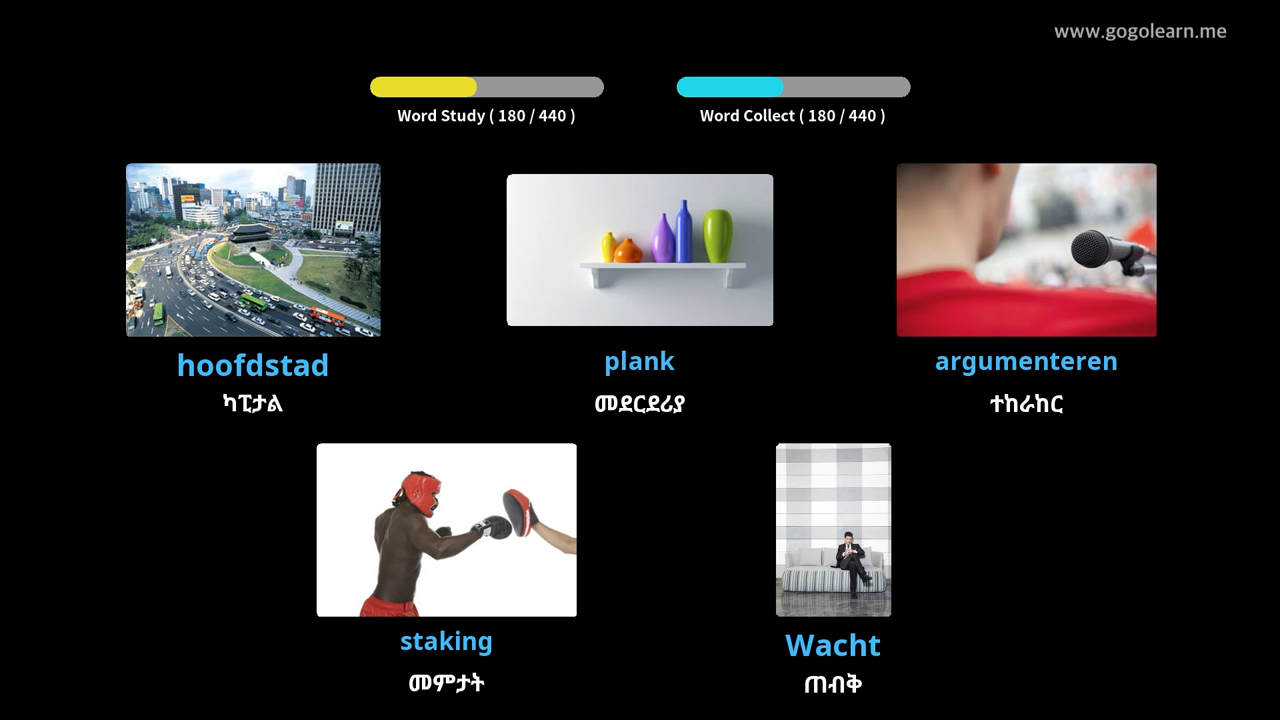 www.gogolearn.me
Word Study ( 180 / 440 )
Word Collect ( 180 / 440 )
hoofdstad
ካፒታል
plank
መደርደሪያ
argumenteren
ተከራከር
staking
መምታት
Wacht
ጠብቅ